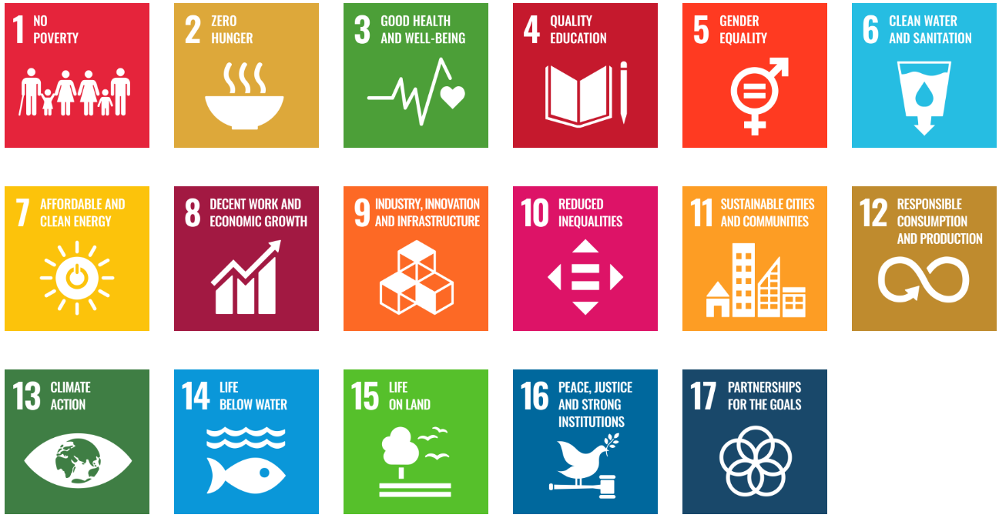 1 NO
POVERTY
2 ZERO
HUNGER
3 GOOD HEALTH
AND WELL-BEING
4 QUALITY
EDUCATION
5 GENDER
EQUALITY
6 CLEAN WATER
AND SANITATION
7 AFFORDABLE AND
CLEAN ENERGY
8 DECENT WORK AND
ECONOMIC GROWTH
9 INDUSTRY, INNOVATION
AND INFRASTRUCTURE
10 REDUCED
INEQUALITIES
11 SUSTAINABLE CITIES
AND COMMUNITIES
12 RESPONSIBLE
CONSUMPTION
AND PRODUCTION
13 CLIMATE
ACTION
14 LIFE
BELOW WATER
15 LIFE
ON LAND
16 PEACE, JUSTICE
AND STRONG
INSTITUTIONS
17 PARTNERSHIPS
FOR THE GOALS